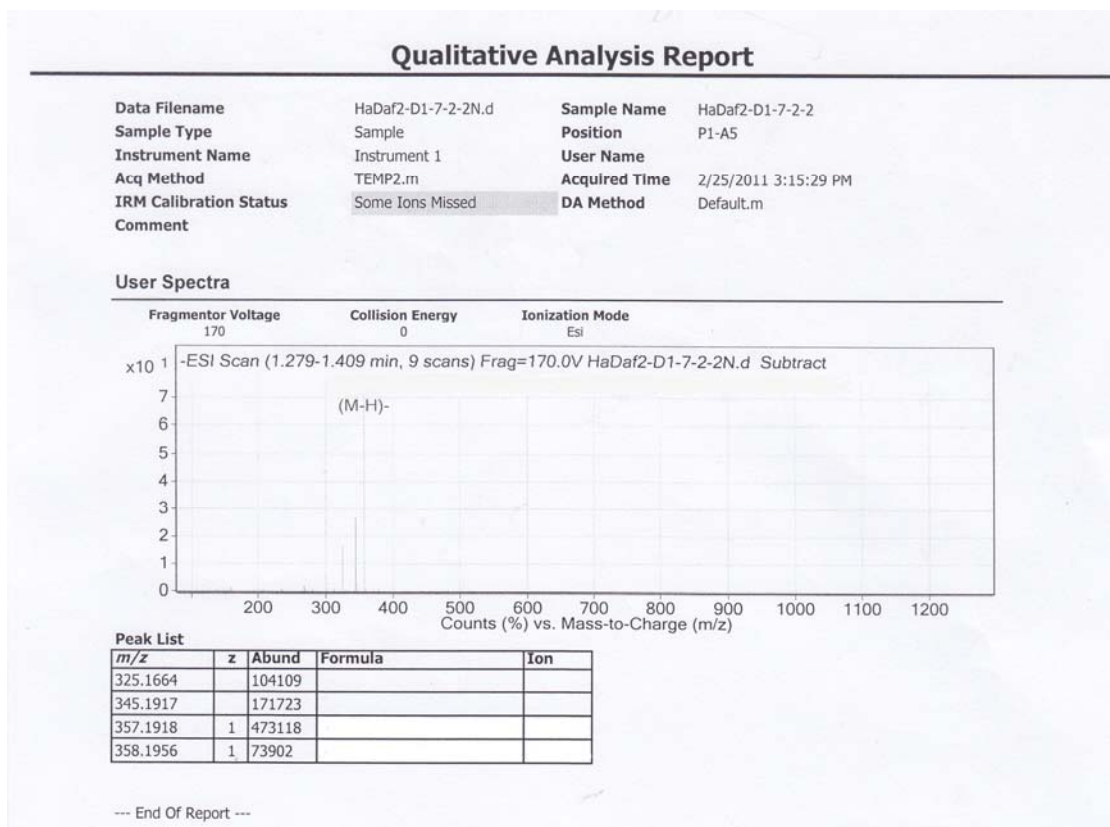 Qualitative Analysis Report
Data Filename HaDaf2-D1-7-2-2N.d Sample Name HaDaf2-D1-7-2-2
Sample Type Sample Position P1-A5
Instrument Name Instrument 1 User Name
Acq Method TEMP2.m Acquired Time 2/25/2011 3:15:29 PM
IRM Calibration Status Some Ions Missed DA Method Default.m
Comment
User Spectra
Fragmentor Voltage Collision Energy Ionization Mode
170 0 Esi
x10 1 -ESI Scan (1.279-1.409 min, 9 scans) Frag=170.0V HaDaf2-D1-7-2-2N.d Subtract
7
(M-H)-
6
5
4
3
2
1
0
200 300 400 500 600 700 800 900 1000 1100 1200
Counts (%) vs. Mass-to-Charge (m/z)
Peak List
m/z z Abund Formula Ion
325.1664 104109
345.1917 171723
357.1918 1 473118
358.1956 1 73902
--- End Of Report ---